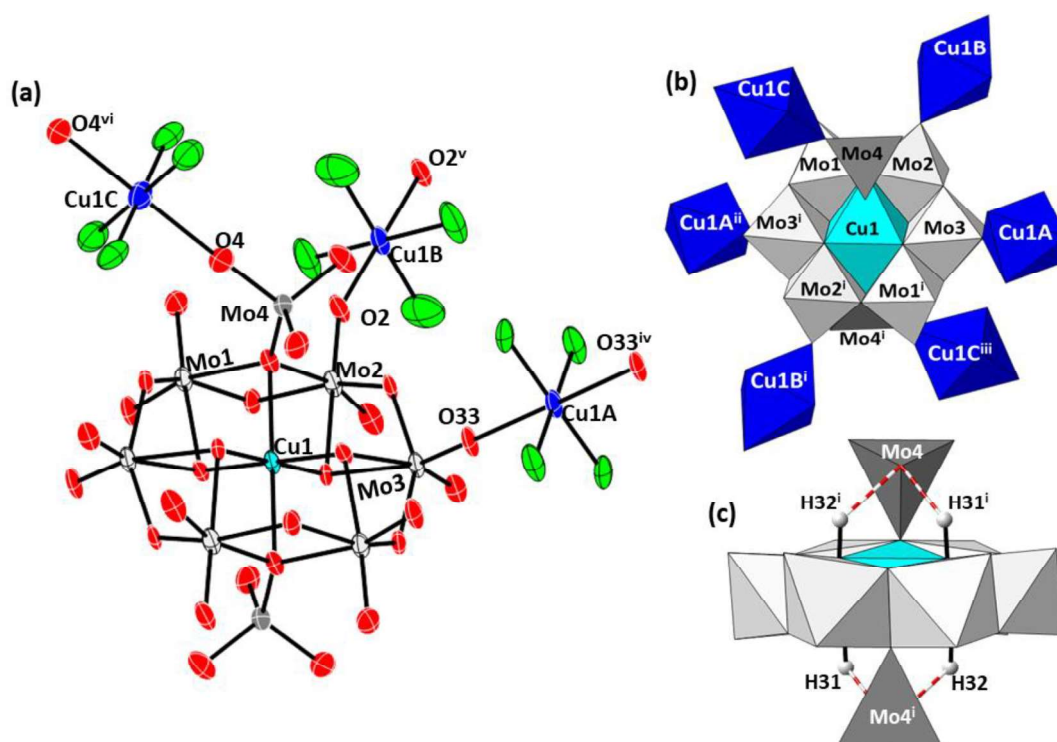 (a)
O4vi
Cu1C
O4
Mo4
O2v
Cu1B
O2
Mo1
Mo2
O33iv
O33
Cu1A
Cu1
Mo3
(b)
Cu1B
Cu1C
Mo1
Mo4
Mo2
Cu1Aii
Mo3i
Cu1
Mo3
Cu1A
Mo2i
Mo1i
Mo4i
Cu1Ciii
Cu1Bi
(c)
Mo4
H32i
H31i
H31
H32
Mo4i